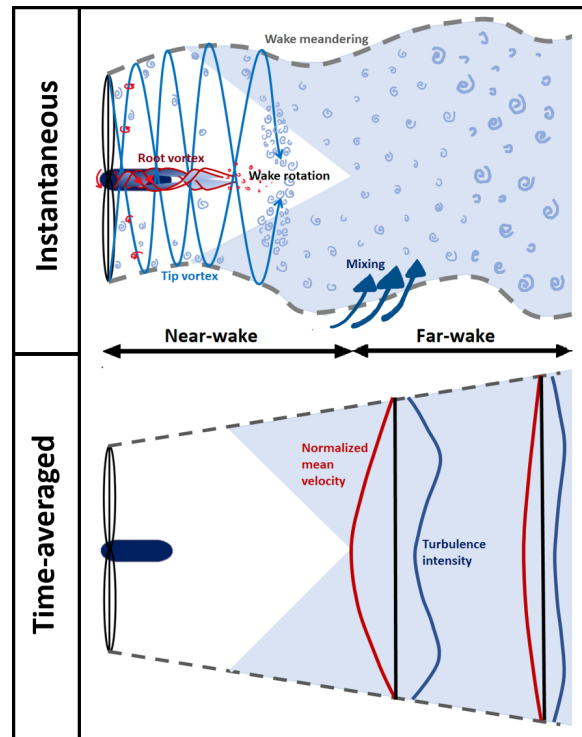 Instantaneous
Wake meandering
Root vortex
Wake rotation
Tip vortex
Mixing
Near-wake
Far-wake
Time-averaged
Normalized
mean
velocity
Turbulence
intensity